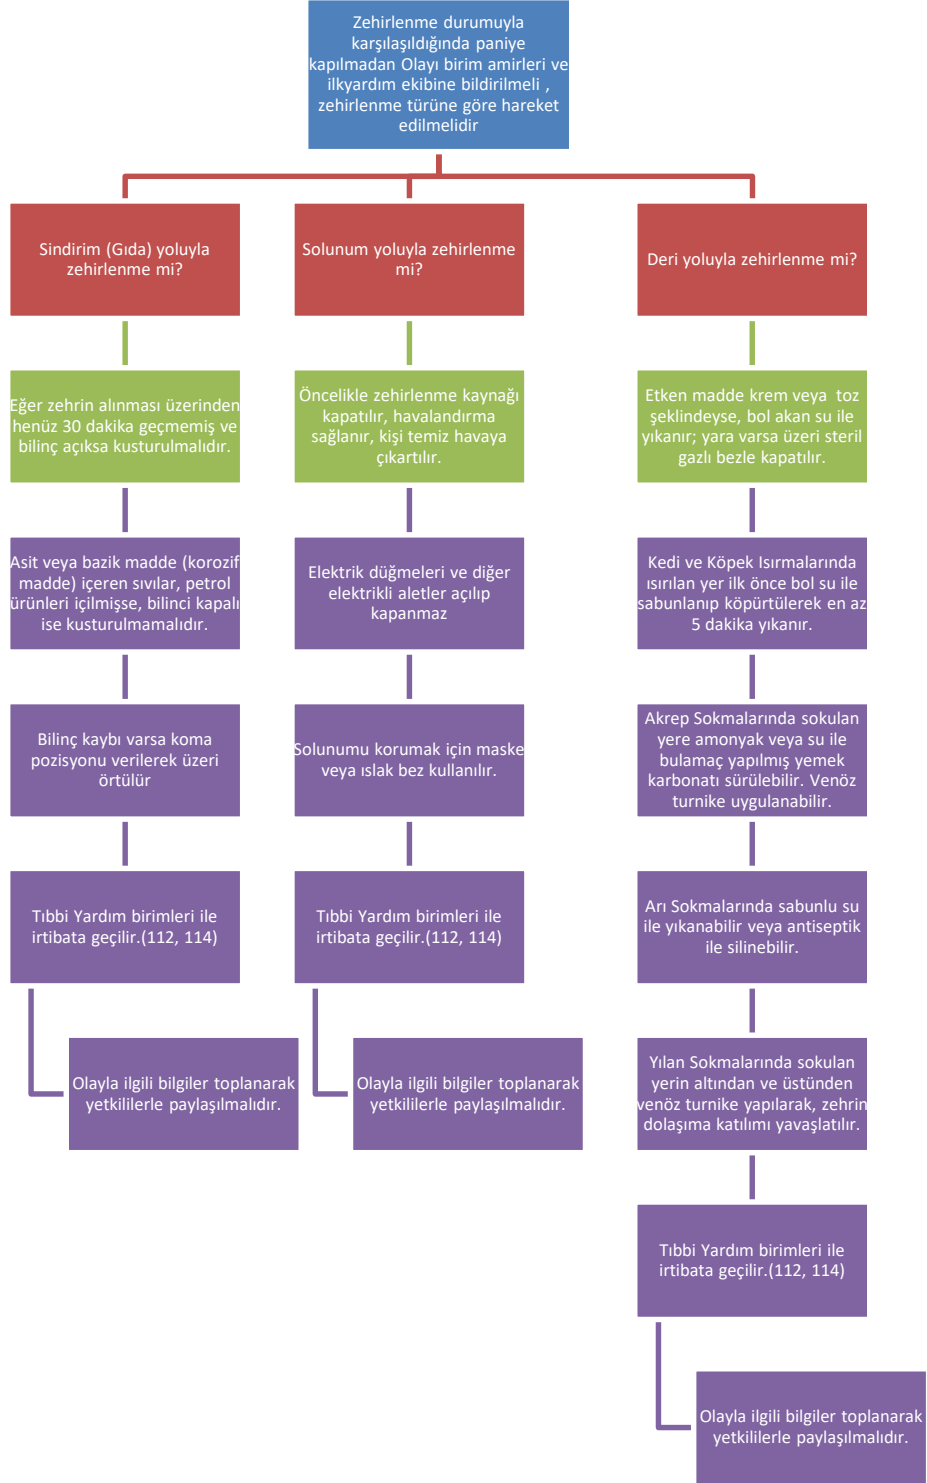 Zehirlenme durumuyla
karşılaşıldığında paniye
kapılmadan Olayı birim amirleri ve
ilkyardım ekibine bildirilmeli ,
zehirlenme türüne göre hareket
edilmelidir
Sindirim (Gıda) yoluyla
zehirlenme mi?
Eğer zehrin alınması üzerinden
henüz 30 dakika geçmemiş ve
bilinç açıksa kusturulmalıdır.
Asit veya bazik madde (korozif
madde) içeren sıvılar, petrol
ürünleri içilmişse, bilinci kapalı
ise kusturulmamalıdır.
Bilinç kaybı varsa koma
pozisyonu verilerek üzeri
örtülür
Tıbbi Yardım birimleri ile
irtibata geçilir.(112, 114)
Olayla ilgili bilgiler toplanarak
yetkililerle paylaşılmalıdır.
Solunum yoluyla zehirlenme
mi?
Öncelikle zehirlenme kaynağı
kapatılır, havalandırma
sağlanır, kişi temiz havaya
çıkartılır.
Elektrik düğmeleri ve diğer
elektrikli aletler açılıp
kapanmaz
Solunumu korumak için maske
veya ıslak bez kullanılır.
Tıbbi Yardım birimleri ile
irtibata geçilir.(112, 114)
Olayla ilgili bilgiler toplanarak
yetkililerle paylaşılmalıdır.
Deri yoluyla zehirlenme mi?
Etken madde krem veya toz
şeklindeyse, bol akan su ile
yıkanır; yara varsa üzeri steril
gazlı bezle kapatılır.
Kedi ve Köpek Isırmalarında
ısırılan yer ilk önce bol su ile
sabunlanıp köpürtülerek en az
5 dakika yıkanır.
Akrep Sokmalarında sokulan
yere amonyak veya su ile
bulamaç yapılmış yemek
karbonatı sürülebilir. Venöz
turnike uygulanabilir.
Arı Sokmalarında sabunlu su
ile yıkanabilir veya antiseptik
ile silinebilir.
Yılan Sokmalarında sokulan
yerin altından ve üstünden
venöz turnike yapılarak, zehrin
dolaşıma katılımı yavaşlatılır.
Tıbbi Yardım birimleri ile
irtibata geçilir.(112, 114)
Olayla ilgili bilgiler toplanarak
yetkililerle paylaşılmalıdır.